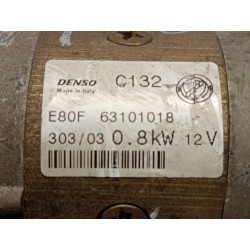 DENSO C132
Made in Italy
E80F 63101018
303/03 0.8kW 12V